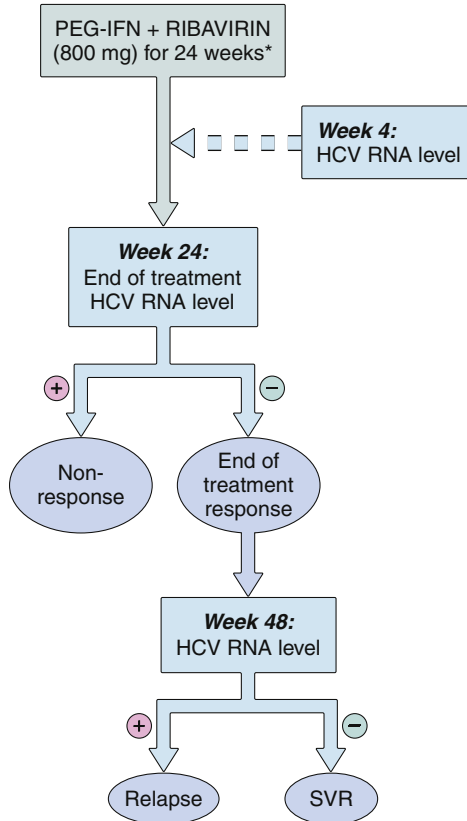 PEG-IFN + RIBAVIRIN
(800 mg) for 24 weeks*
Week 4:
HCV RNA level
Week 24:
End of treatment
HCV RNA level
+
−
Non-
response
End of
treatment
response
Week 48:
HCV RNA level
+
−
Relapse
SVR